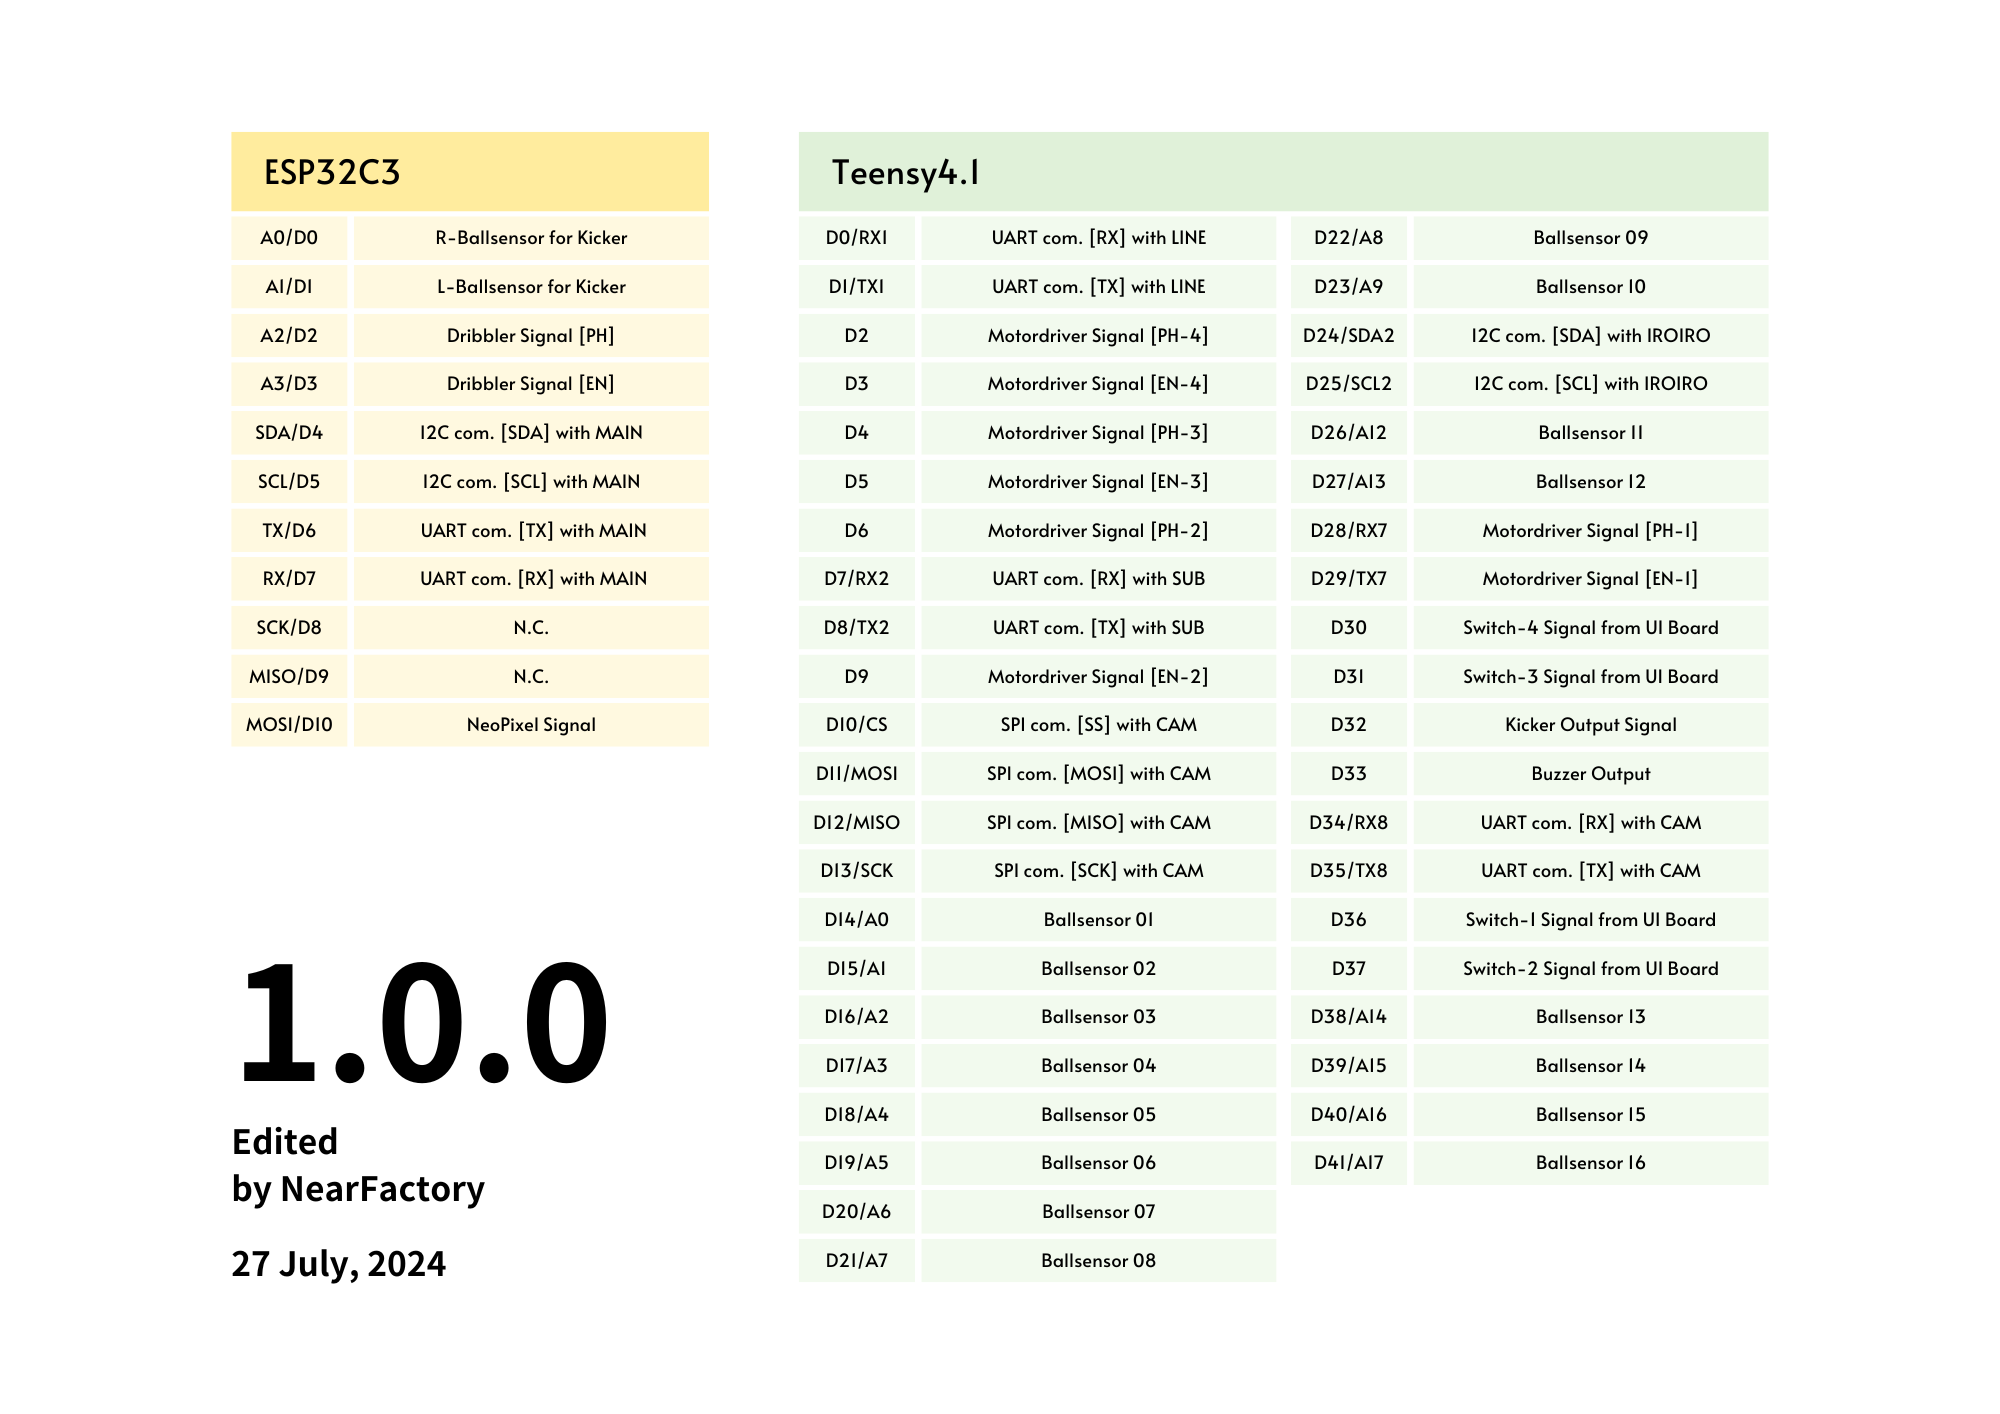 ESP32C3
A0/D0 R-Ballsensor for Kicker
A1/D1 L-Ballsensor for Kicker
A2/D2 Dribbler Signal [PH]
A3/D3 Dribbler Signal [EN]
SDA/D4 I2C com. [SDA] with MAIN
SCL/D5 I2C com. [SCL] with MAIN
TX/D6 UART com. [TX] with MAIN
RX/D7 UART com. [RX] with MAIN
SCK/D8 N.C.
MISO/D9 N.C.
MOSI/D10 NeoPixel Signal
1.0.0
Edited
by NearFactory
27 July, 2024
Teensy4.1
D0/RX1 UART com. [RX] with LINE
D1/TX1 UART com. [TX] with LINE
D2 Motordriver Signal [PH-4]
D3 Motordriver Signal [EN-4]
D4 Motordriver Signal [PH-3]
D5 Motordriver Signal [EN-3]
D6 Motordriver Signal [PH-2]
D7/RX2 UART com. [RX] with SUB
D8/TX2 UART com. [TX] with SUB
D9 Motordriver Signal [EN-2]
D10/CS SPI com. [SS] with CAM
D11/MOSI SPI com. [MOSI] with CAM
D12/MISO SPI com. [MISO] with CAM
D13/SCK SPI com. [SCK] with CAM
D14/A0 Ballsensor 01
D15/A1 Ballsensor 02
D16/A2 Ballsensor 03
D17/A3 Ballsensor 04
D18/A4 Ballsensor 05
D19/A5 Ballsensor 06
D20/A6 Ballsensor 07
D21/A7 Ballsensor 08
D22/A8 Ballsensor 09
D23/A9 Ballsensor 10
D24/SDA2 I2C com. [SDA] with IROIRO
D25/SCL2 I2C com. [SCL] with IROIRO
D26/A12 Ballsensor 11
D27/A13 Ballsensor 12
D28/RX7 Motordriver Signal [PH-1]
D29/TX7 Motordriver Signal [EN-1]
D30 Switch-4 Signal from UI Board
D31 Switch-3 Signal from UI Board
D32 Kicker Output Signal
D33 Buzzer Output
D34/RX8 UART com. [RX] with CAM
D35/TX8 UART com. [TX] with CAM
D36 Switch-1 Signal from UI Board
D37 Switch-2 Signal from UI Board
D38/A14 Ballsensor 13
D39/A15 Ballsensor 14
D40/A16 Ballsensor 15
D41/A17 Ballsensor 16